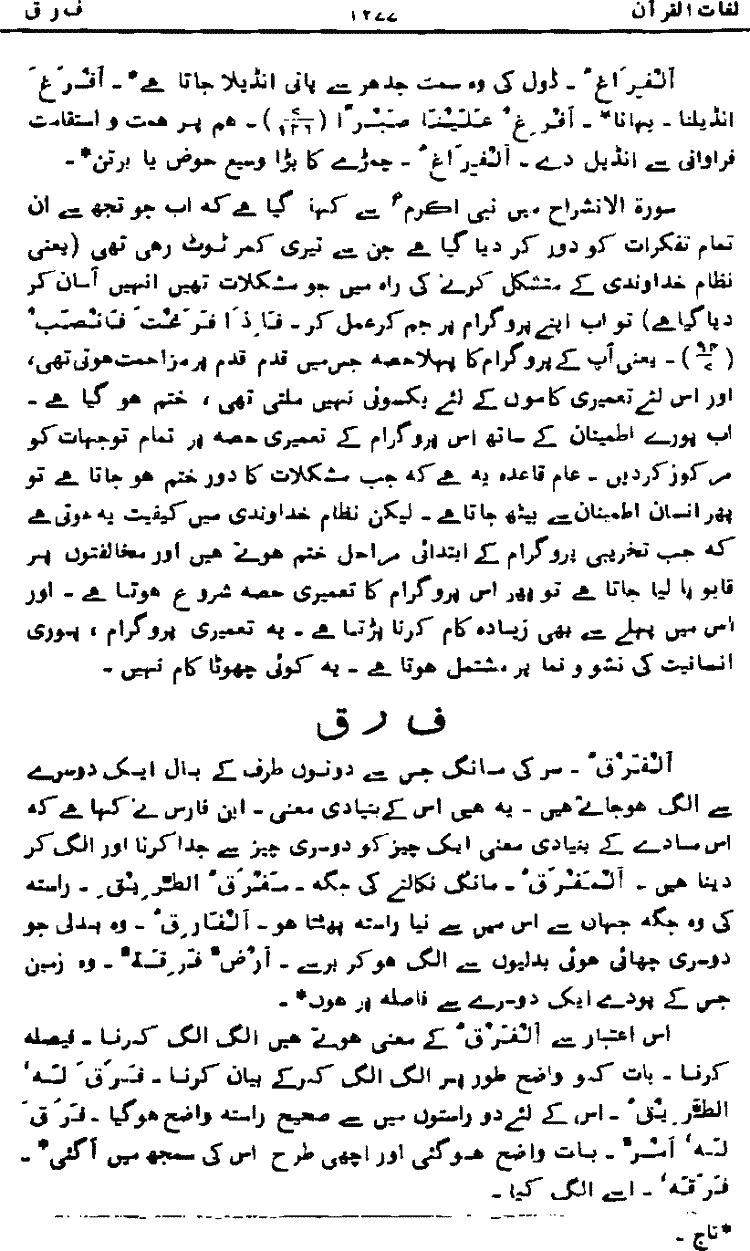 لغات القرآن ۱۲۷۷ ف ر ق
اَلْفِرَاغُ ۔ ڈول کی وہ سمت جدھر سے پانی انڈیلا جاتا ہے* ۔ اَفْرَغَ
انڈیلنا ۔ بہانا* ۔ اَفْرِغْ عَلَیْنَا صَبْرًا (۷/۱۲۶) ۔ ہم پر ہمت و استقامت
فراوانی سے انڈیل دے ۔ اَلْفِرَاغُ ۔ چمڑے کا بڑا وسیع حوض یا برتن* ۔
سورۃ الانشراح میں نبی اکرمؐ سے کہا گیا ہے کہ اب جو تجھ سے ان
تمام تفکرات کو دور کر دیا گیا ہے جن سے تیری کمر ٹوٹ رہی تھی (یعنی
نظام خداوندی کے متشکل کرنے کی راہ میں جو مشکلات تھیں انہیں آسان کر
دیا گیا ہے) تو اب اپنے پروگرام پر جم کر عمل کر ۔ فَاِذَا فَرَغْتَ فَانْصَبْ
(۹۴/۷) ۔ یعنی آپ کے پروگرام کا پہلا حصہ جس میں قدم قدم پر مزاحمت ہوتی تھی،
اور اس لئے تعمیری کاموں کے لئے یکسوئی نہیں ملتی تھی ، ختم ہو گیا ہے ۔
اب پورے اطمینان کے ساتھ اس پروگرام کے تعمیری حصہ پر تمام توجہات کو
مرکوز کردیں ۔ عام قاعدہ یہ ہے کہ جب مشکلات کا دور ختم ہو جاتا ہے تو
پھر انسان اطمینان سے بیٹھ جاتا ہے ۔ لیکن نظام خداوندی میں کیفیت یہ ہوتی ہے
کہ جب تخریبی پروگرام کے ابتدائی مراحل ختم ہوتے ہیں اور مخالفتوں پر
قابو پا لیا جاتا ہے تو پھر اس پروگرام کا تعمیری حصہ شروع ہوتا ہے ۔ اور
اس میں پہلے سے بھی زیادہ کام کرنا پڑتا ہے ۔ یہ تعمیری پروگرام ، پوری
انسانیت کی نشو و نما پر مشتمل ہوتا ہے ۔ یہ کوئی چھوٹا کام نہیں ۔
ف ر ق
اَلْفَرْقُ ۔ سر کی مانگ جس سے دونوں طرف کے بال ایک دوسرے
سے الگ ہوجاتے ہیں ۔ یہ ہیں اس کے بنیادی معنی ۔ ابن فارس نے کہا ہے کہ
اس مادے کے بنیادی معنی ایک چیز کو دوسری چیز سے جدا کرنا اور الگ کر
دینا ہیں ۔ اَلْمَفْرَقُ ۔ مانگ نکالنے کی جگہ ۔ مَفْرَقُ الطَّرِیْقِ ۔ راستہ
کی وہ جگہ جہاں سے اس میں سے نیا راستہ پھٹتا ہو ۔ اَلْفَارِقُ ۔ وہ بدلی جو
دوسری چھائی ہوئی بدلیوں سے الگ ہوکر برسے ۔ اَرْضٌ فَرِقَۃٌ ۔ وہ زمین
جس کے پودے ایک دوسرے سے فاصلہ پر ہوں* ۔
اس اعتبار سے اَلْفَرْقُ کے معنی ہوتے ہیں الگ الگ کرنا ۔ فیصلہ
کرنا ۔ بات کو واضح طور پر الگ الگ کرکے بیان کرنا ۔ فَرَقَ لَہٗ
الطَّرِیْقُ ۔ اس کے لئے دو راستوں میں سے صحیح راستہ واضح ہوگیا ۔ فَرَقَ
لَہٗ اَمْرٌ ۔ بات واضح ہوگئی اور اچھی طرح اس کی سمجھ میں آگئی* ۔
فَرَقَہٗ ۔ اسے الگ کیا ۔
*تاج ۔